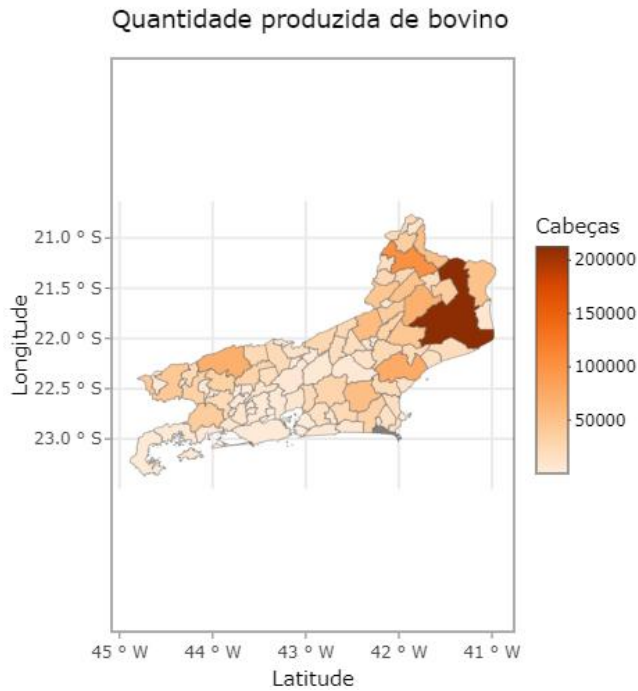 Quantidade produzida de bovino
Cabeças
200000
150000
100000
50000
Longitude
21.0 ° S
21.5 ° S
22.0 ° S
22.5 ° S
23.0 ° S
45 ° W
44 ° W
43 ° W
42 ° W
41 ° W
Latitude